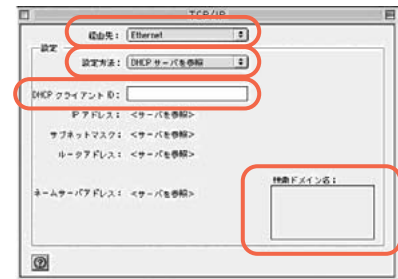 TCP/IP
経由先： Ethernet
設定
設定方法： DHCP サーバを参照
DHCP クライアント ID：
IP アドレス： <サーバを参照>
サブネットマスク： <サーバを参照>
ルータアドレス： <サーバを参照>
ネームサーバアドレス： <サーバを参照>
検索ドメイン名：